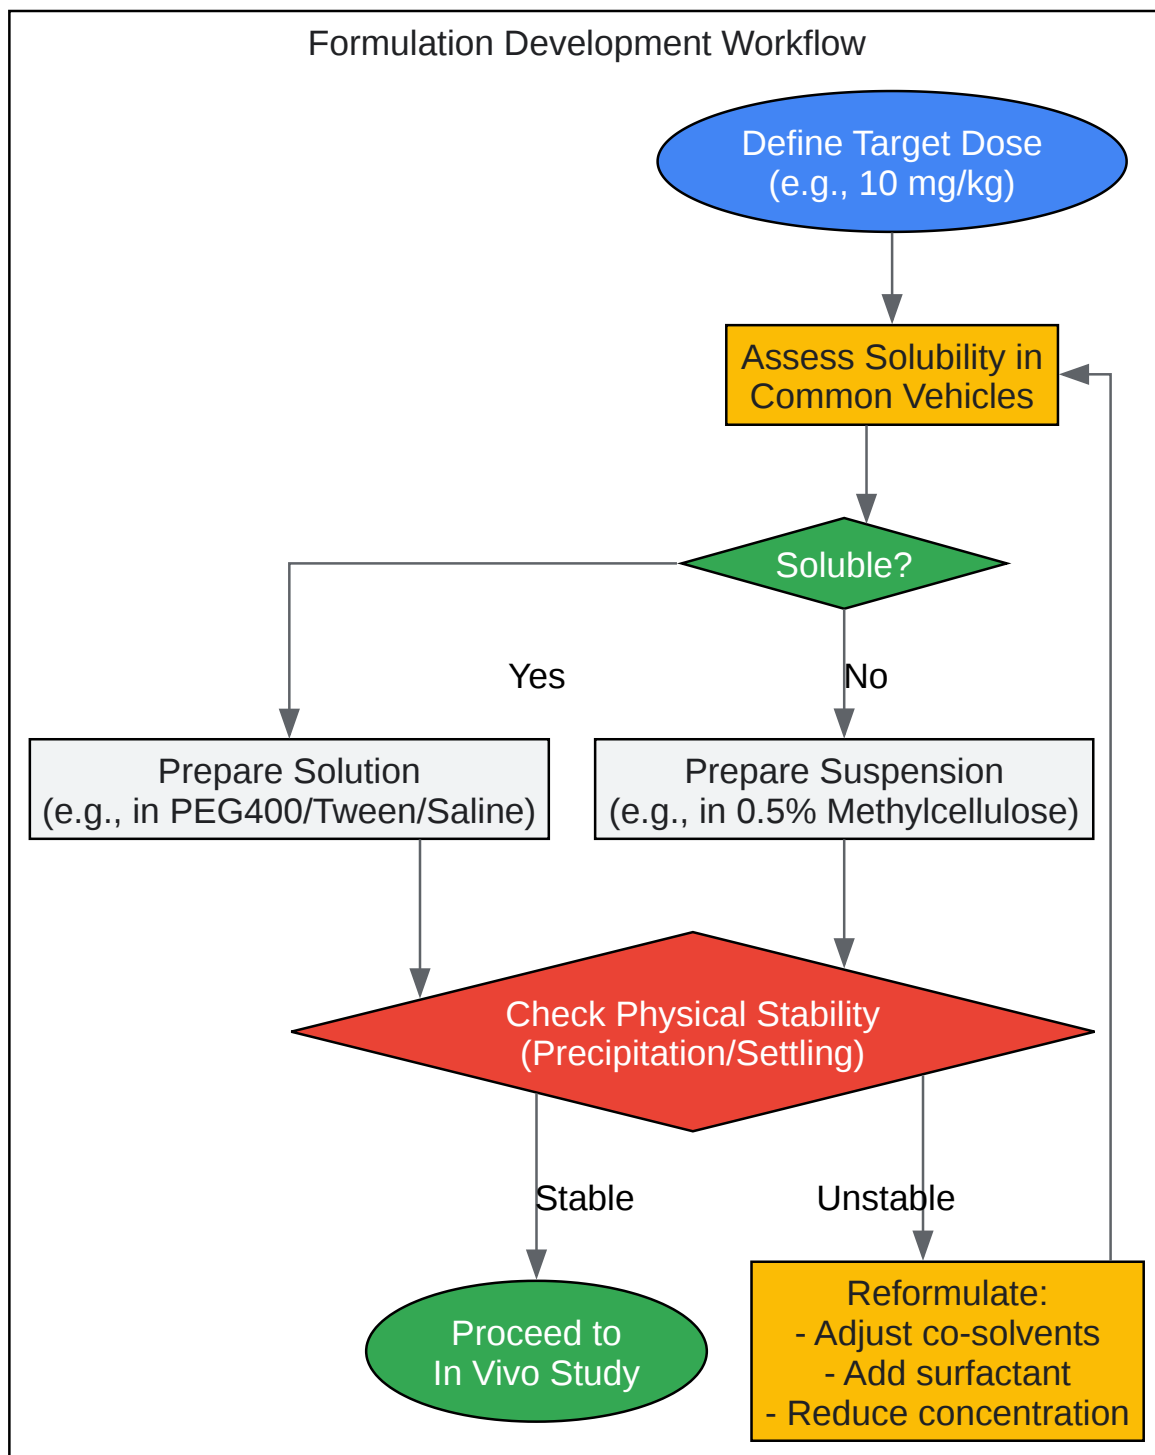 Formulation Development Workflow
Define Target Dose
(e.g., 10 mg/kg)
Assess Solubility in
Common Vehicles
Soluble?
Yes
No
Prepare Solution
(e.g., in PEG400/Tween/Saline)
Prepare Suspension
(e.g., in 0.5% Methylcellulose)
Check Physical Stability
(Precipitation/Settling)
Stable
Unstable
Proceed to
In Vivo Study
Reformulate:
- Adjust co-solvents
- Add surfactant
- Reduce concentration